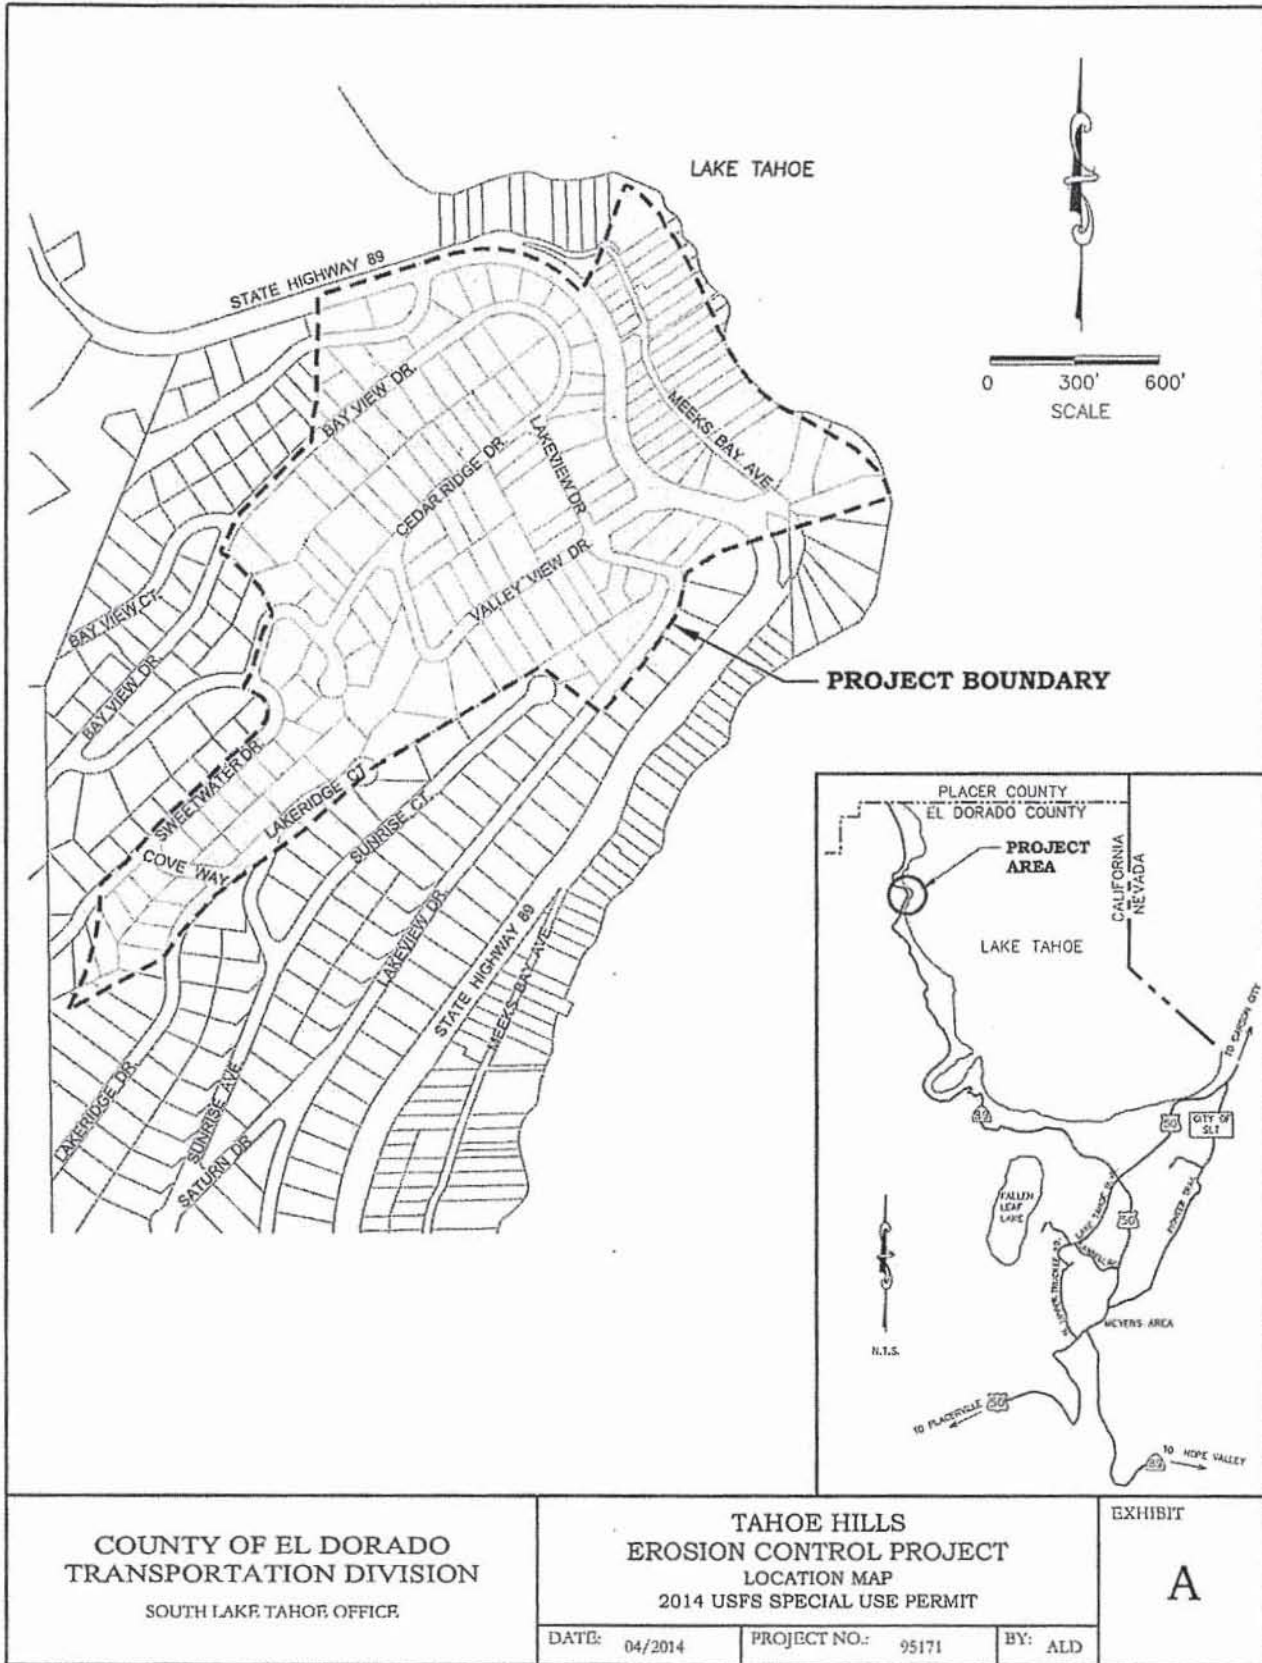 LAKE TAHOE
STATE HIGHWAY 89
0 300' 600'
SCALE
BAY VIEW DR.
MEEKS BAY AVE
LAKEVIEW DR.
CEDAR RIDGE DR.
VALLEY VIEW DR.
BAY VIEW CT.
BAY VIEW DR.
PROJECT BOUNDARY
SWEETWATER DR.
LAKERIDGE CT.
SUNRISE CT.
COVE WAY
LAKEVIEW DR.
STATE HIGHWAY 89
MEEKS BAY AVE.
LAKERIDGE DR.
SUNRISE AVE
SATURN DR.
PLACER COUNTY
EL DORADO COUNTY
PROJECT
AREA
CALIFORNIA
NEVADA
LAKE TAHOE
TO CARSON CITY
89
50
CITY OF
SLT
FALLEN
LEAF
LAKE
LAKE TAHOE
PIONEER TRAIL
50
MEYERS AREA
N.T.S.
50
TO PLACERVILLE
89
TO HOPE VALLEY
COUNTY OF EL DORADO
TRANSPORTATION DIVISION
SOUTH LAKE TAHOE OFFICE
TAHOE HILLS
EROSION CONTROL PROJECT
LOCATION MAP
2014 USFS SPECIAL USE PERMIT
DATE: 04/2014
PROJECT NO.: 95171
BY: ALD
EXHIBIT
A